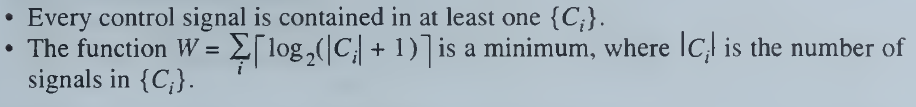 • Every control signal is contained in at least one {Cᵢ}.
• The function W = ∑ᵢ ⌈log₂(|Cᵢ| + 1)⌉ is a minimum, where |Cᵢ| is the number of
signals in {Cᵢ}.